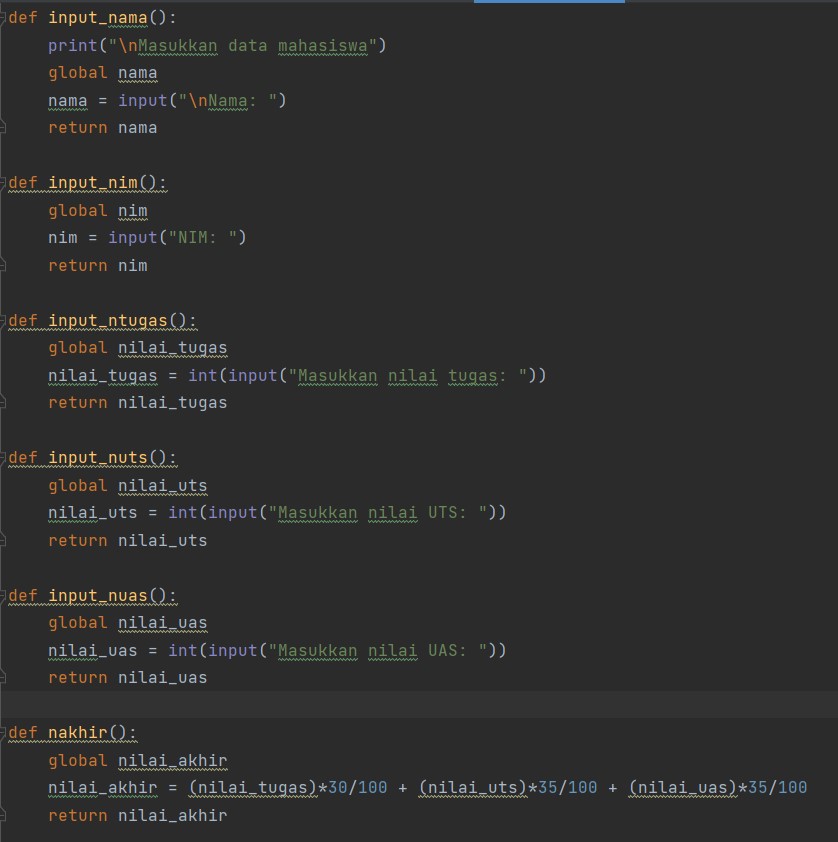 def input_nama():
    print("\nMasukkan data mahasiswa")
    global nama
    nama = input("\nNama: ")
    return nama
def input_nim():
    global nim
    nim = input("NIM: ")
    return nim
def input_ntugas():
    global nilai_tugas
    nilai_tugas = int(input("Masukkan nilai tugas: "))
    return nilai_tugas
def input_nuts():
    global nilai_uts
    nilai_uts = int(input("Masukkan nilai UTS: "))
    return nilai_uts
def input_nuas():
    global nilai_uas
    nilai_uas = int(input("Masukkan nilai UAS: "))
    return nilai_uas
def nakhir():
    global nilai_akhir
    nilai_akhir = (nilai_tugas)*30/100 + (nilai_uts)*35/100 + (nilai_uas)*35/100
    return nilai_akhir